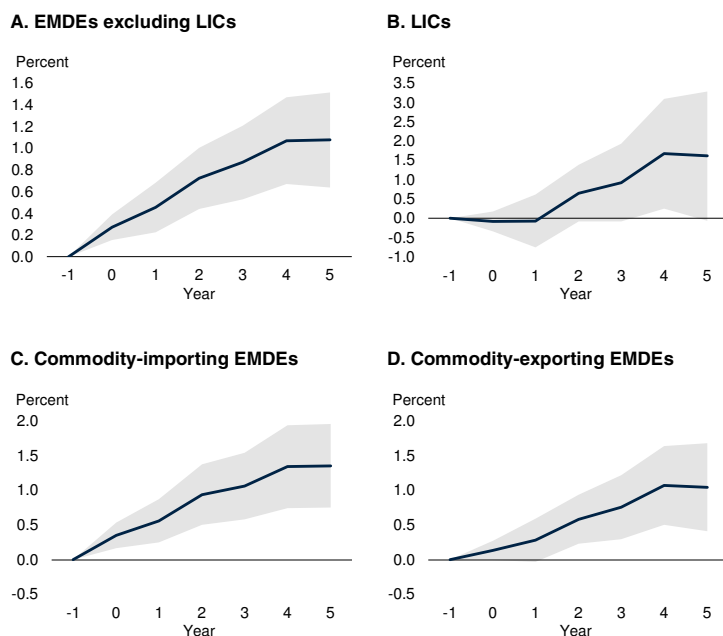 A. EMDEs excluding LICs
Percent
1.6
1.4
1.2
1.0
0.8
0.6
0.4
0.2
0.0
-1 0 1 2 3 4 5
Year
B. LICs
Percent
3.5
3.0
2.5
2.0
1.5
1.0
0.5
0.0
-0.5
-1.0
-1 0 1 2 3 4 5
Year
C. Commodity-importing EMDEs
Percent
2.0
1.5
1.0
0.5
0.0
-0.5
-1 0 1 2 3 4 5
Year
D. Commodity-exporting EMDEs
Percent
2.0
1.5
1.0
0.5
0.0
-0.5
-1 0 1 2 3 4 5
Year